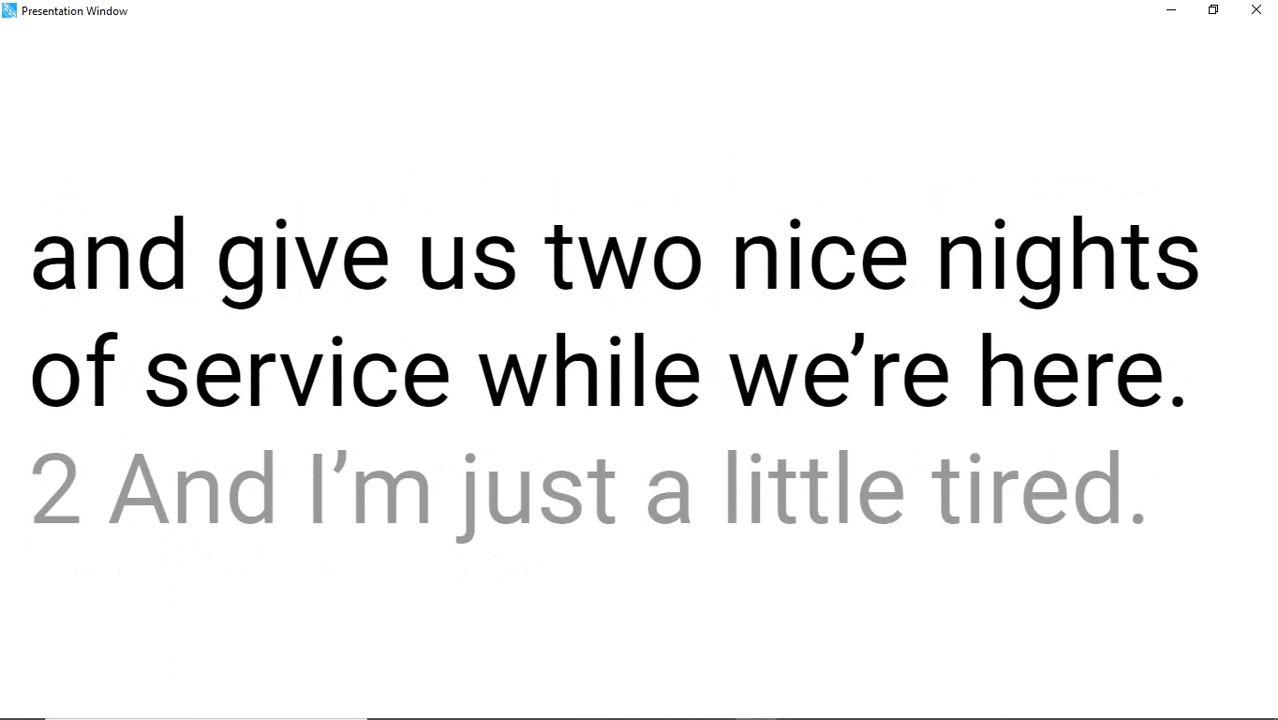 Presentation Window
and give us two nice nights
of service while we’re here.
2 And I’m just a little tired.